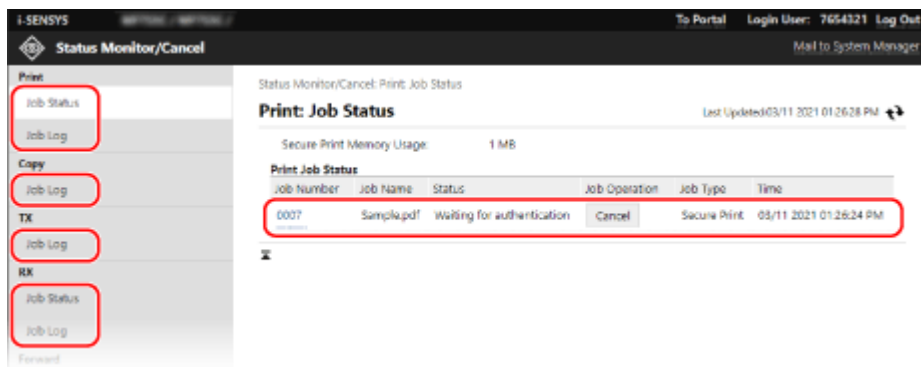 i-SENSYS To Portal Login User: 7654321 Log Out
Status Monitor/Cancel Mail to System Manager
Print
Job Status
Job Log
Copy
Job Log
TX
Job Log
RX
Job Status
Job Log
Forward
Status Monitor/Cancel: Print: Job Status
Print: Job Status Last Updated:03/11 2021 01:26:28 PM
Secure Print Memory Usage: 1 MB
Print Job Status
Job Number Job Name Status Job Operation Job Type Time
0007 Sample.pdf Waiting for authentication Cancel Secure Print 03/11 2021 01:26:24 PM